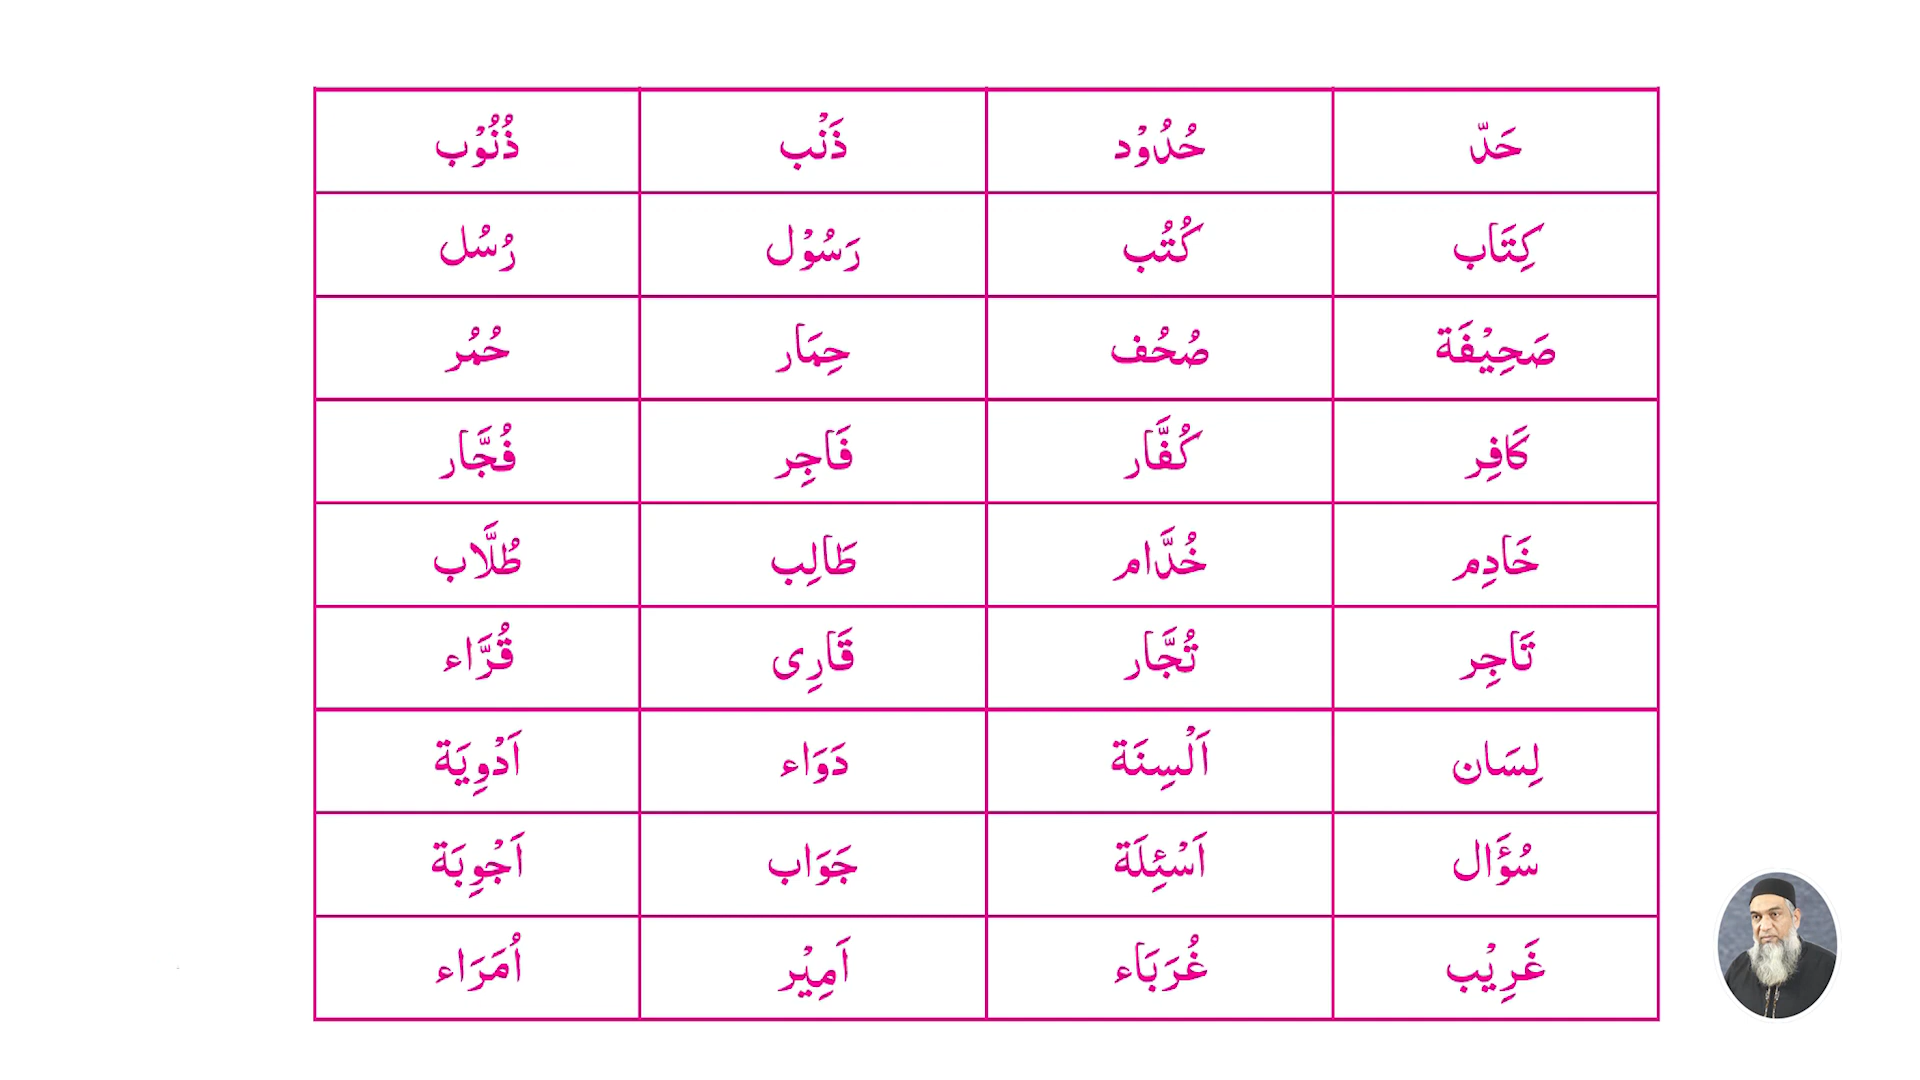 حَدّ حُدُوْد ذَنْب ذُنُوْب
كِتَاب كُتُب رَسُوْل رُسُل
صَحِيْفَة صُحُف حِمَار حُمُر
كَافِر كُفَّار فَاجِر فُجَّار
خَادِم خُدَّام طَالِب طُلَّاب
تَاجِر تُجَّار قَارِى قُرَّاء
لِسَان اَلْسِنَة دَوَاء اَدْوِيَة
سُؤَال اَسْئِلَة جَوَاب اَجْوِبَة
غَرِيْب غُرَبَاء اَمِيْر اُمَرَاء